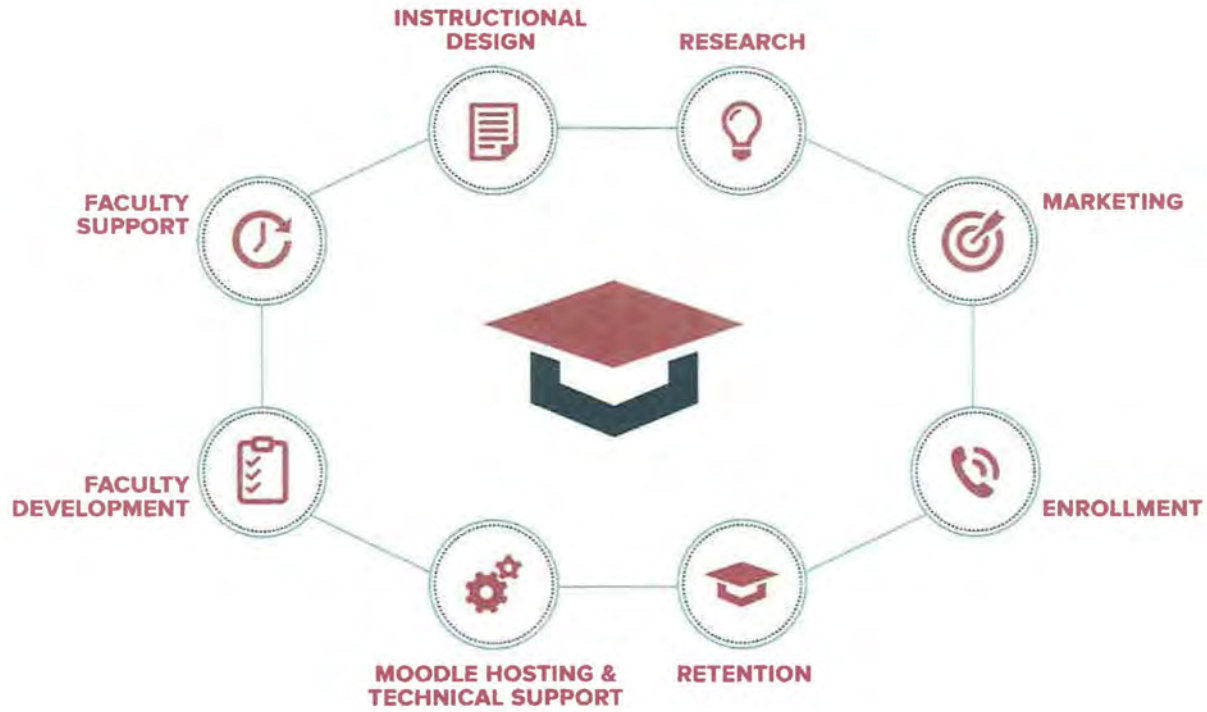 INSTRUCTIONAL
DESIGN
RESEARCH
FACULTY
SUPPORT
MARKETING
FACULTY
DEVELOPMENT
ENROLLMENT
MOODLE HOSTING &
TECHNICAL SUPPORT
RETENTION